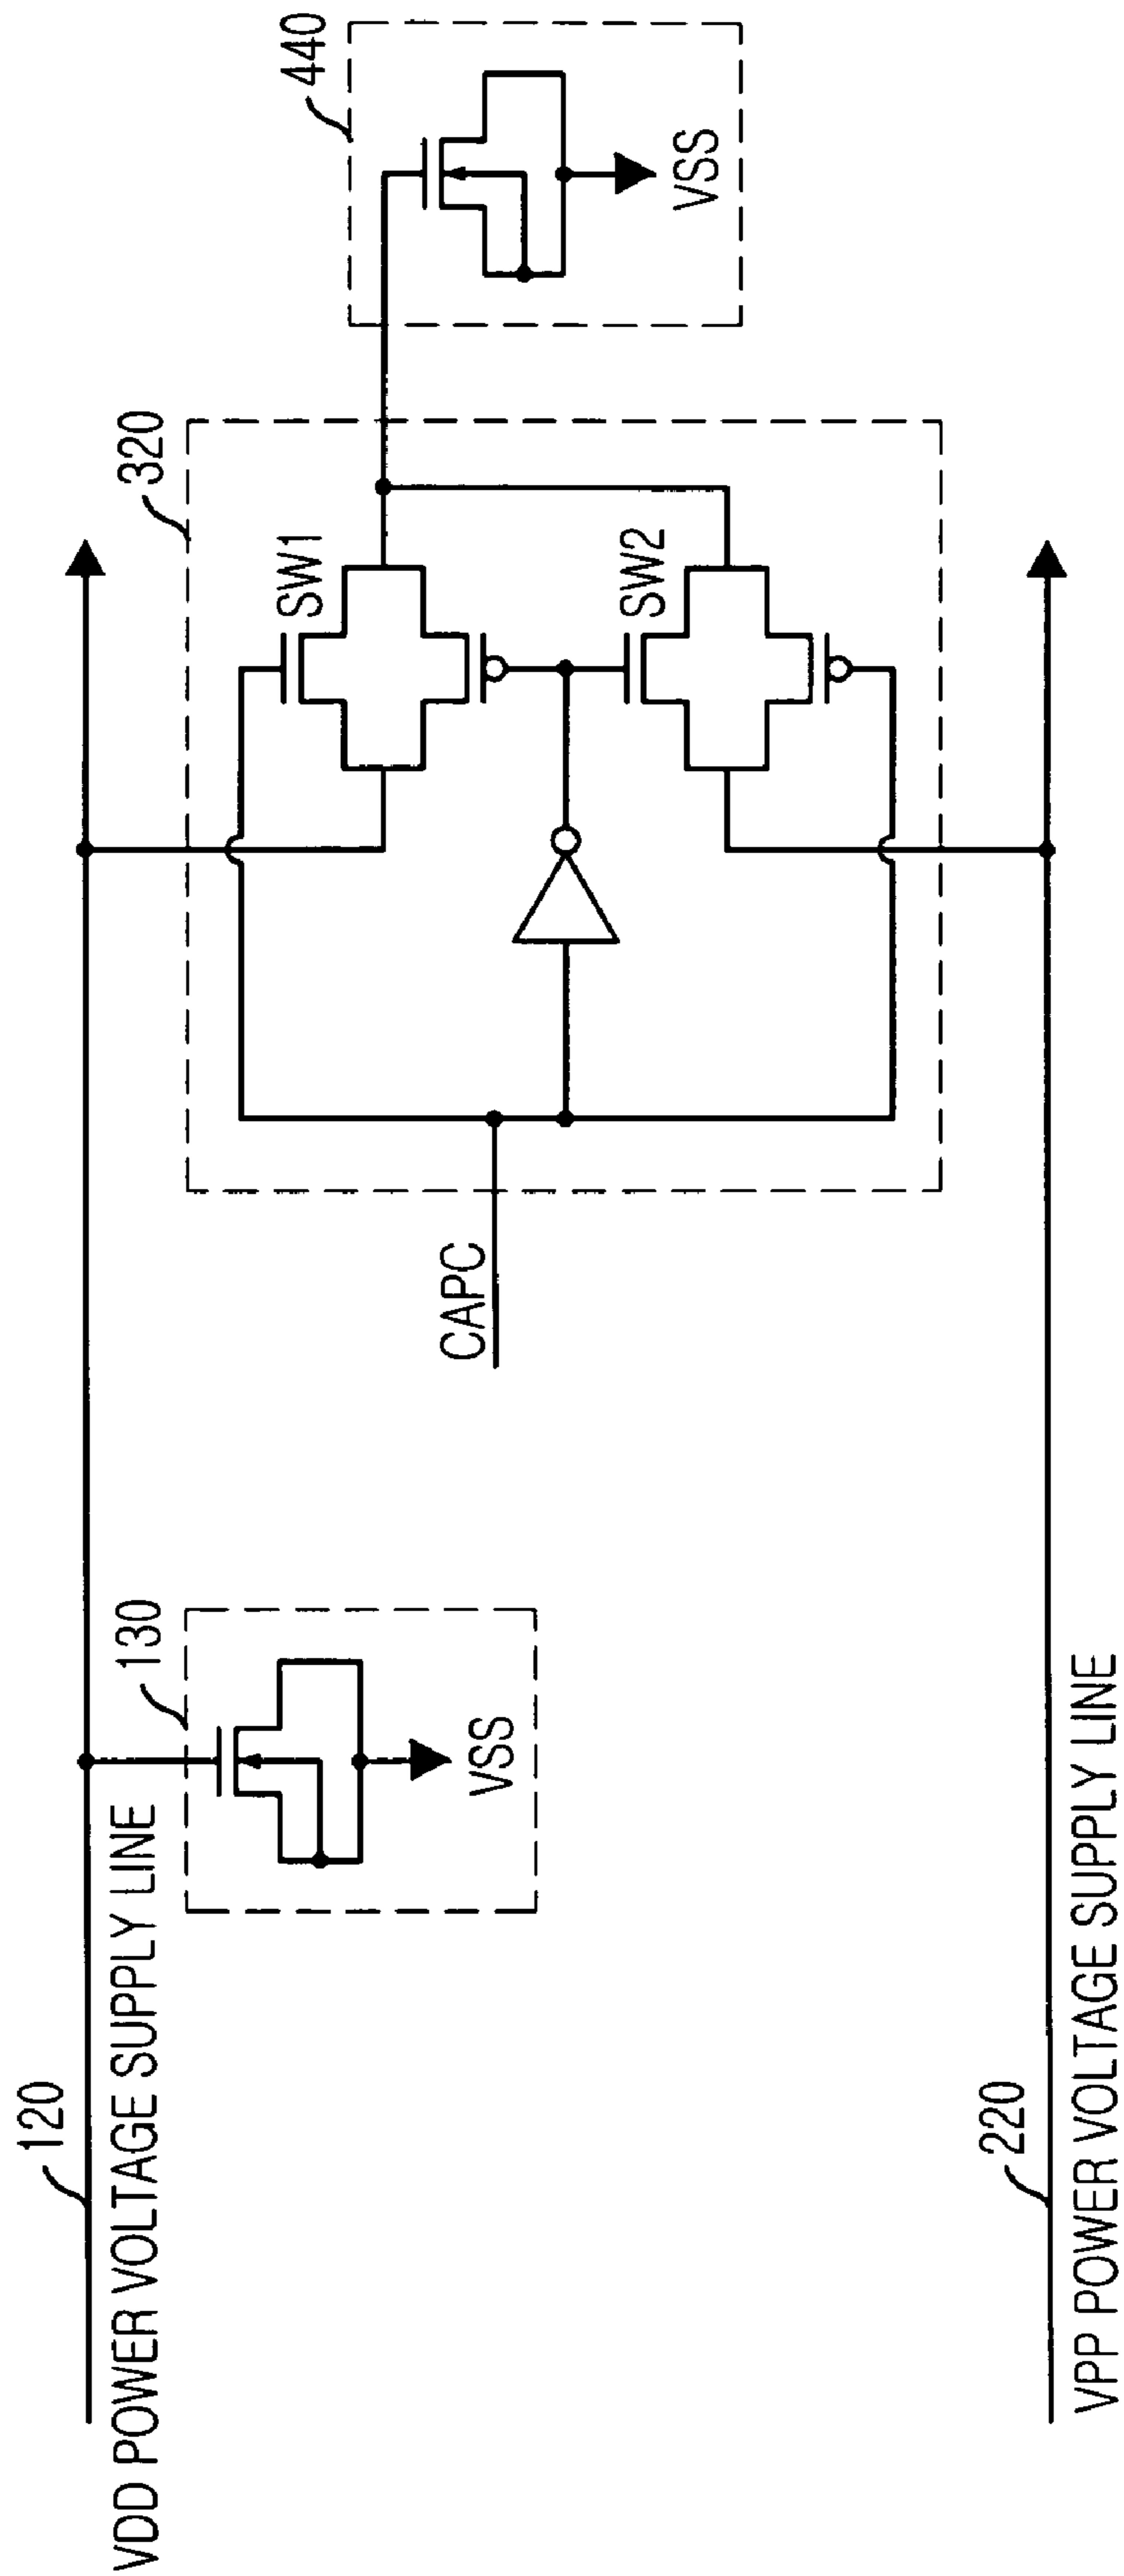 120
VDD POWER VOLTAGE SUPPLY LINE
130
VSS
CAPC
320
SW1
SW2
440
VSS
220
VPP POWER VOLTAGE SUPPLY LINE